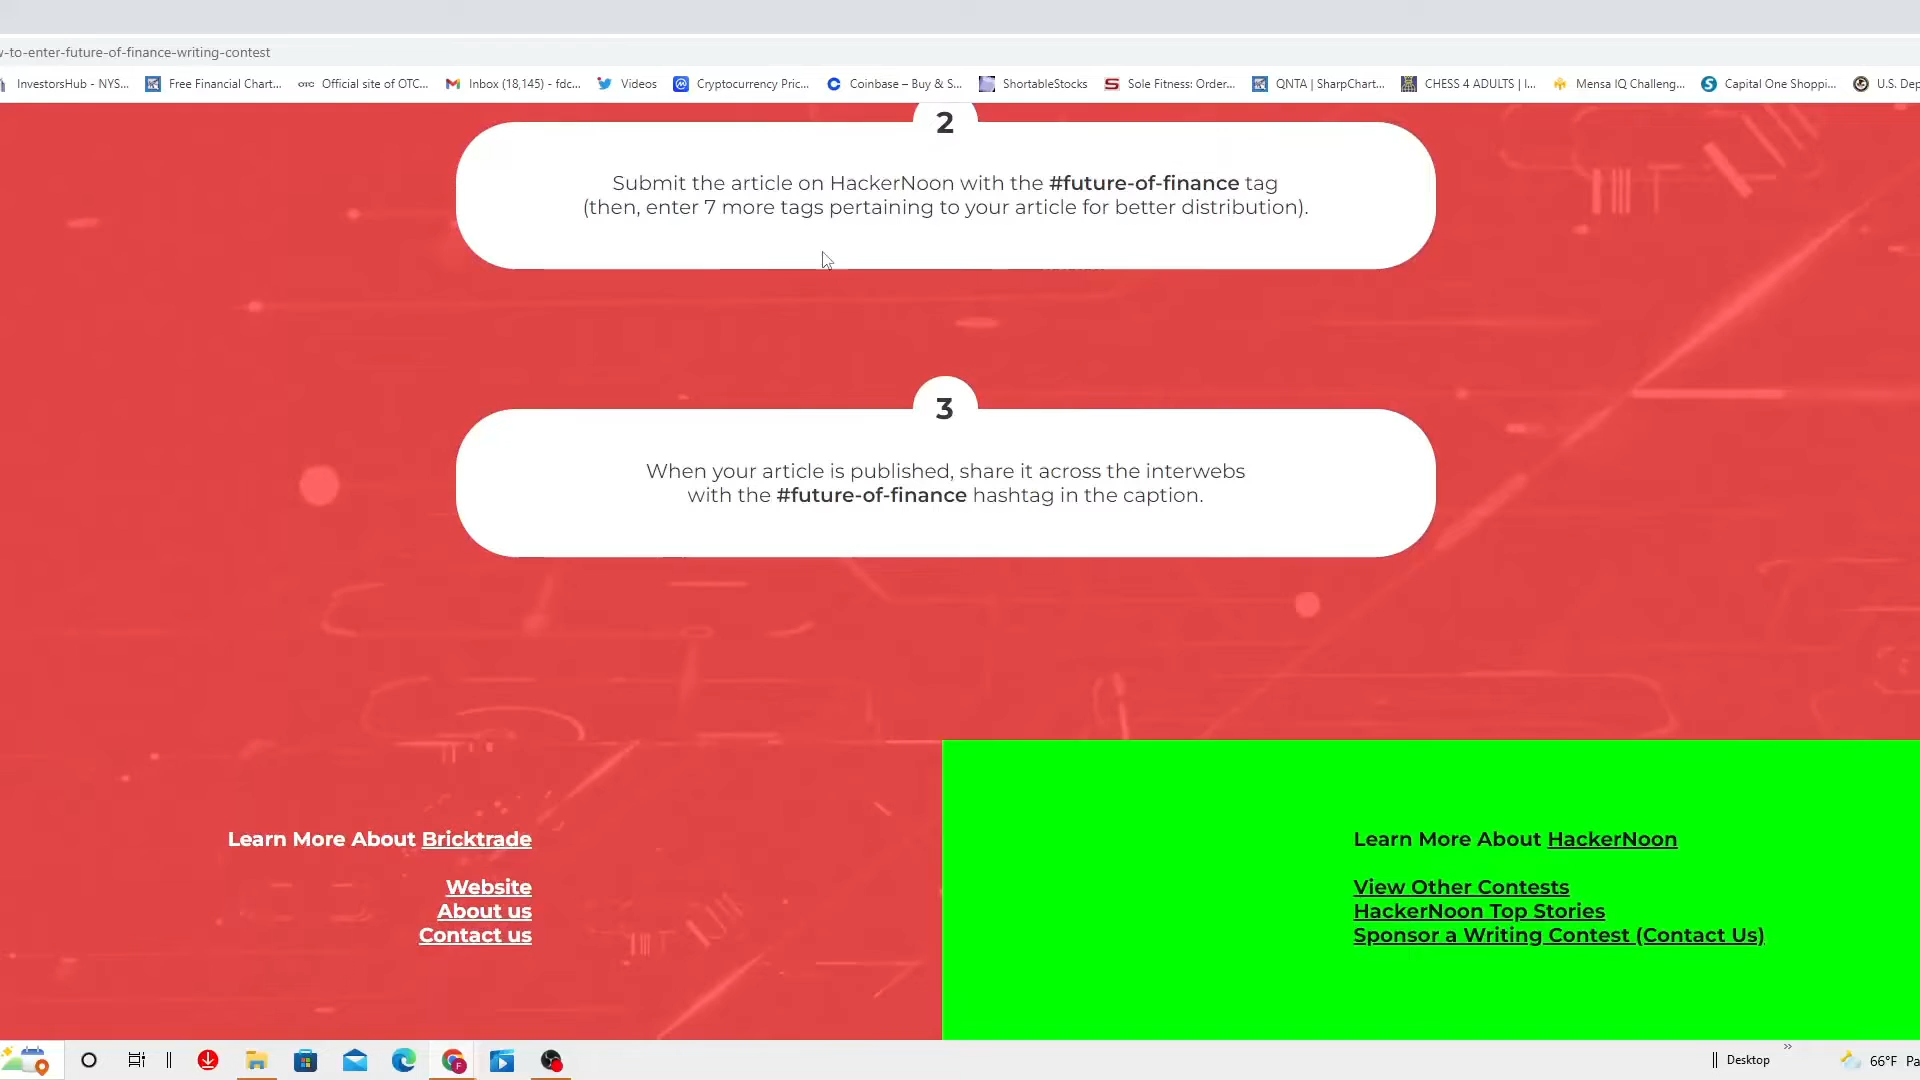 v-to-enter-future-of-finance-writing-contest
InvestorsHub - NYS... Free Financial Chart... OTC Official site of OTC... Inbox (18,145) - fdc... Videos Cryptocurrency Pric... Coinbase – Buy & S... ShortableStocks Sole Fitness: Order... QNTA | SharpChart... CHESS 4 ADULTS | I... Mensa IQ Challeng... Capital One Shoppi... U.S. Dep
2
Submit the article on HackerNoon with the #future-of-finance tag
(then, enter 7 more tags pertaining to your article for better distribution).
3
When your article is published, share it across the interwebs
with the #future-of-finance hashtag in the caption.
Learn More About Bricktrade
Website
About us
Contact us
Learn More About HackerNoon
View Other Contests
HackerNoon Top Stories
Sponsor a Writing Contest (Contact Us)
Desktop
66°F Pa